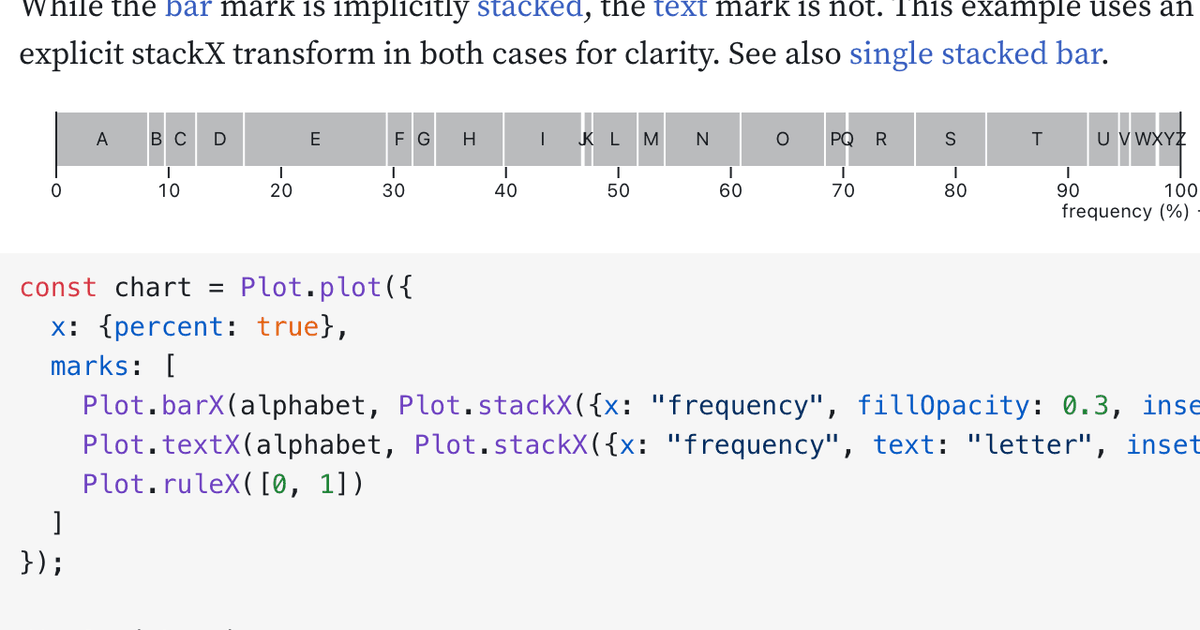 While the bar mark is implicitly stacked, the text mark is not. This example uses an
explicit stackX transform in both cases for clarity. See also single stacked bar.
A B C D E F G H I J K L M N O P Q R S T U V W X Y Z
0 10 20 30 40 50 60 70 80 90 100
frequency (%)
const chart = Plot.plot({
x: {percent: true},
marks: [
Plot.barX(alphabet, Plot.stackX({x: "frequency", fillOpacity: 0.3, inse
Plot.textX(alphabet, Plot.stackX({x: "frequency", text: "letter", inset
Plot.ruleX([0, 1])
]
});